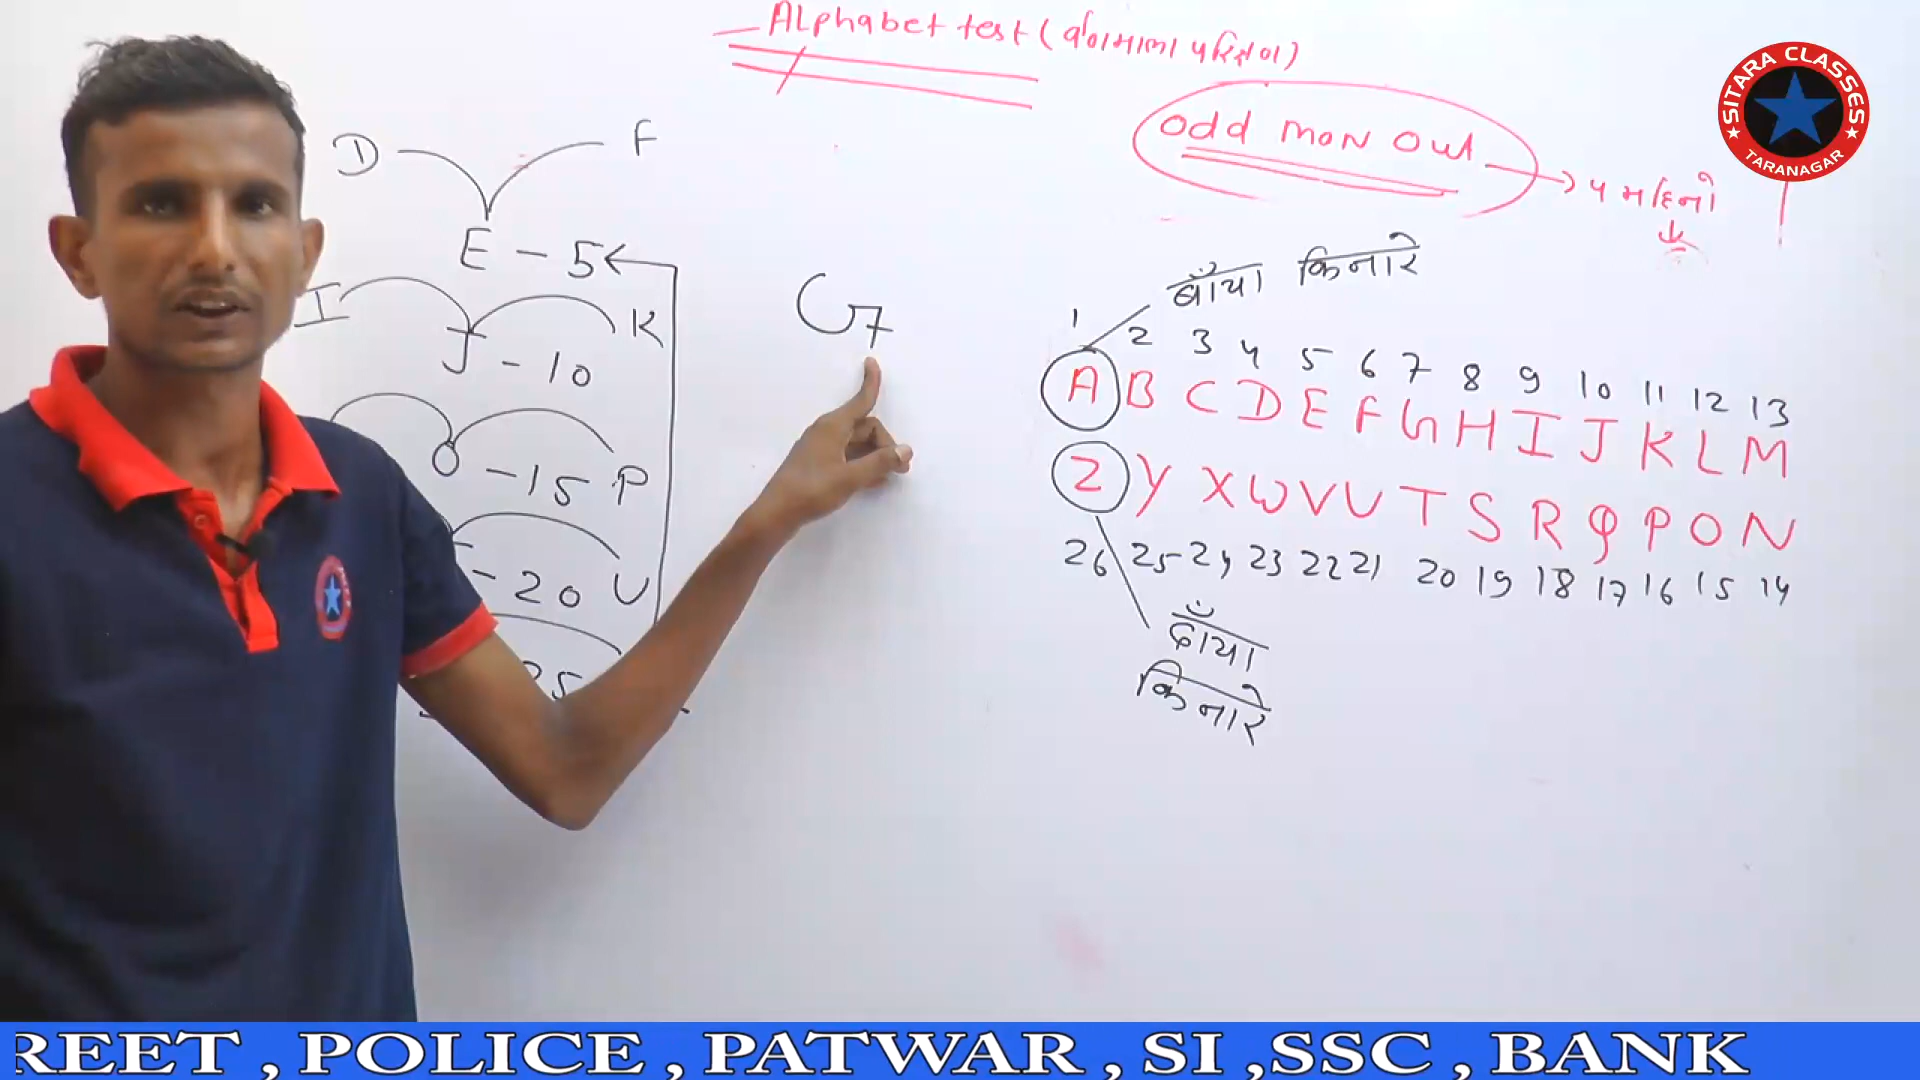 ALphabet test (वर्णमाला परिक्षण)
SITARA CLASSES
TARANAGAR
odd man out
D F
E - 5
I K
J - 10
O - 15 P
- 20 U
25
G7
बाँया किनारे
1 2 3 4 5 6 7 8 9 10 11 12 13
A B C D E F G H I J K L M
Z Y X W V U T S R Q P O N
26 25 24 23 22 21 20 19 18 17 16 15 14
दाँया
किनारे
REET , POLICE , PATWAR , SI ,SSC , BANK